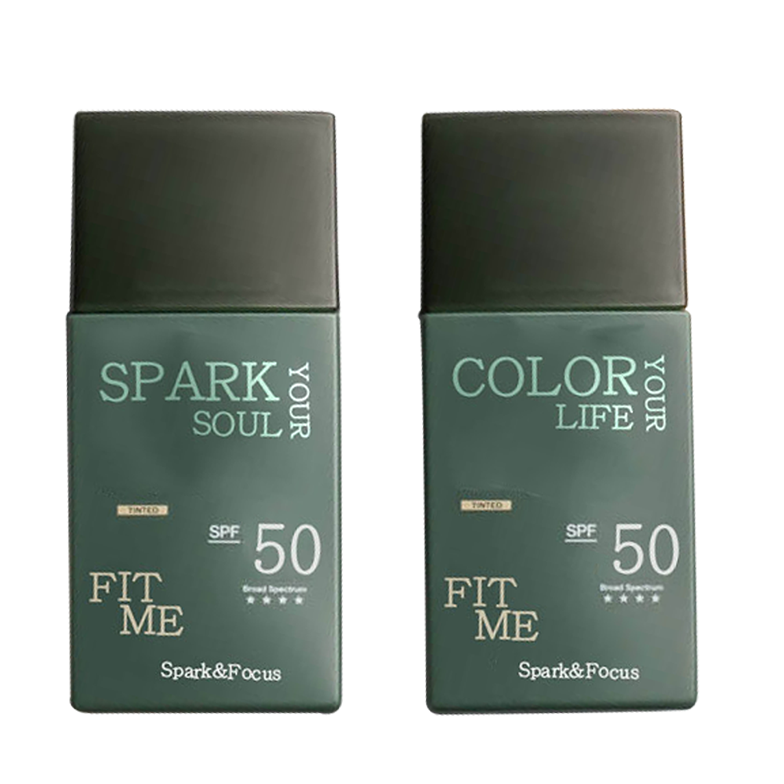 SPARK
YOUR
SOUL
TINTED
SPF 50
Broad Spectrum
FIT
ME
Spark&Focus
COLOR
YOUR
LIFE
TINTED
SPF 50
Broad Spectrum
FIT
ME
Spark&Focus